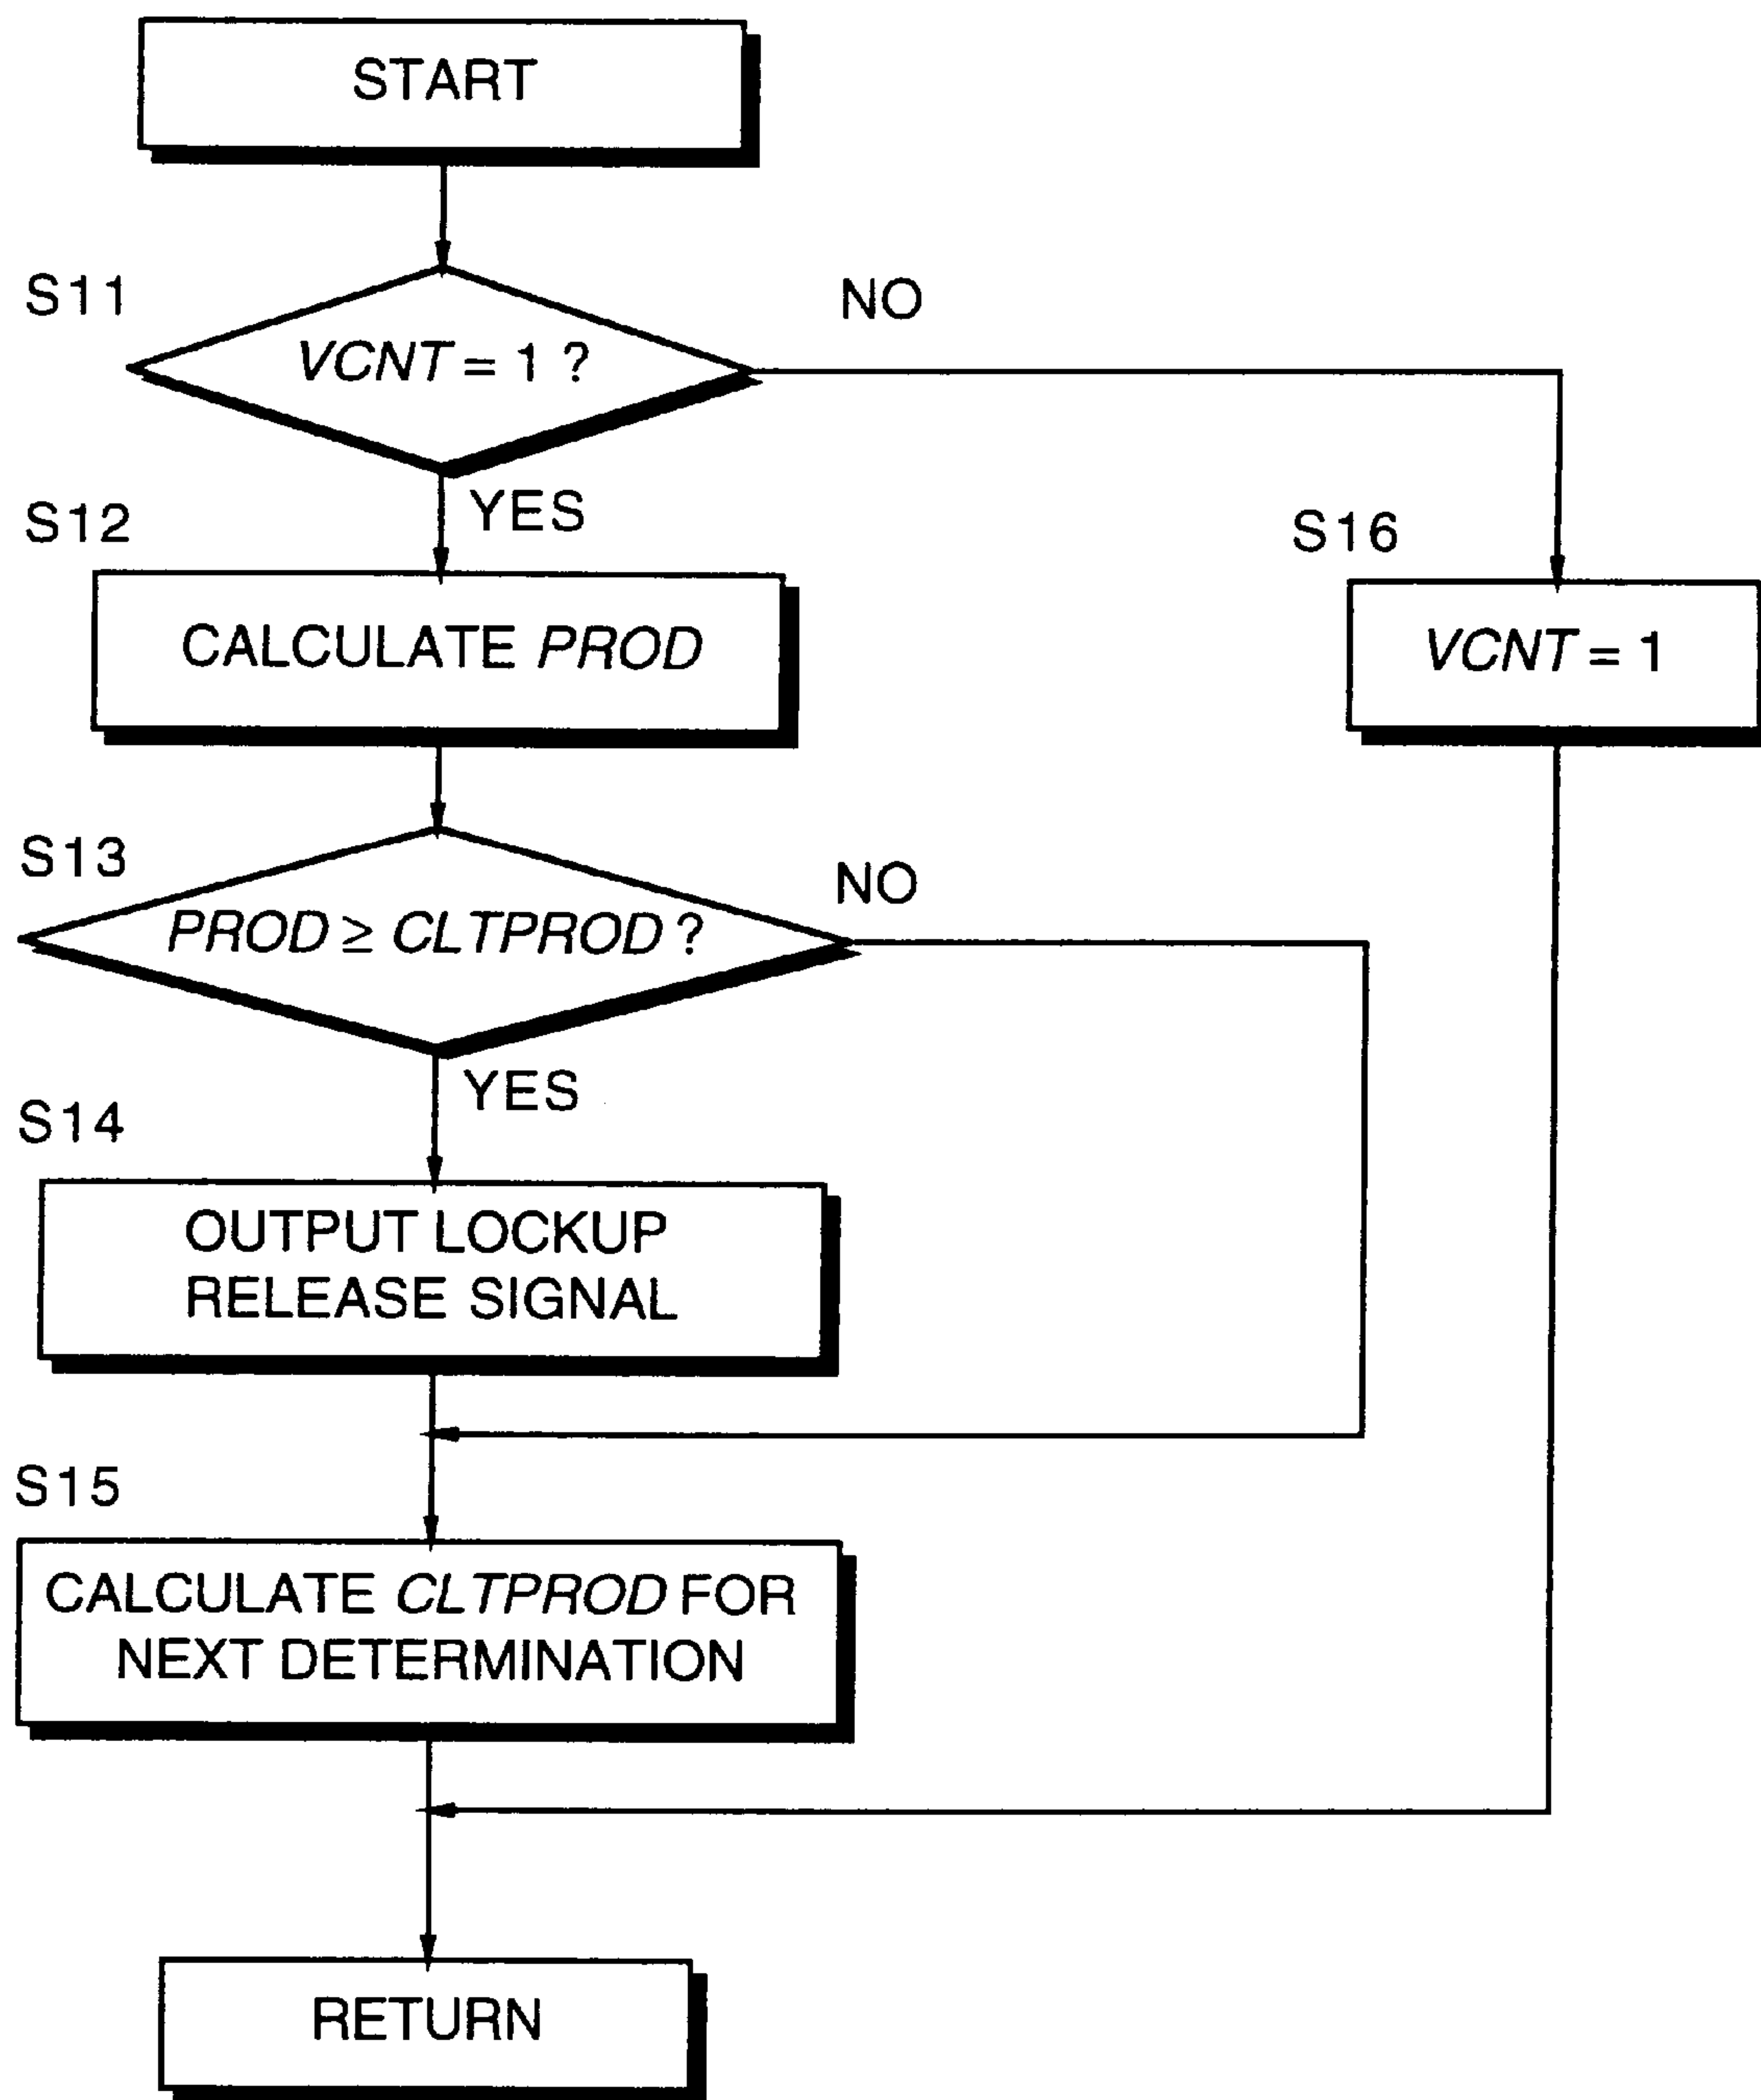 START
S11
VCNT = 1 ?
NO
YES
S12
CALCULATE PROD
S16
VCNT = 1
S13
PROD ≥ CLTPROD ?
NO
YES
S14
OUTPUT LOCKUP
RELEASE SIGNAL
S15
CALCULATE CLTPROD FOR
NEXT DETERMINATION
RETURN